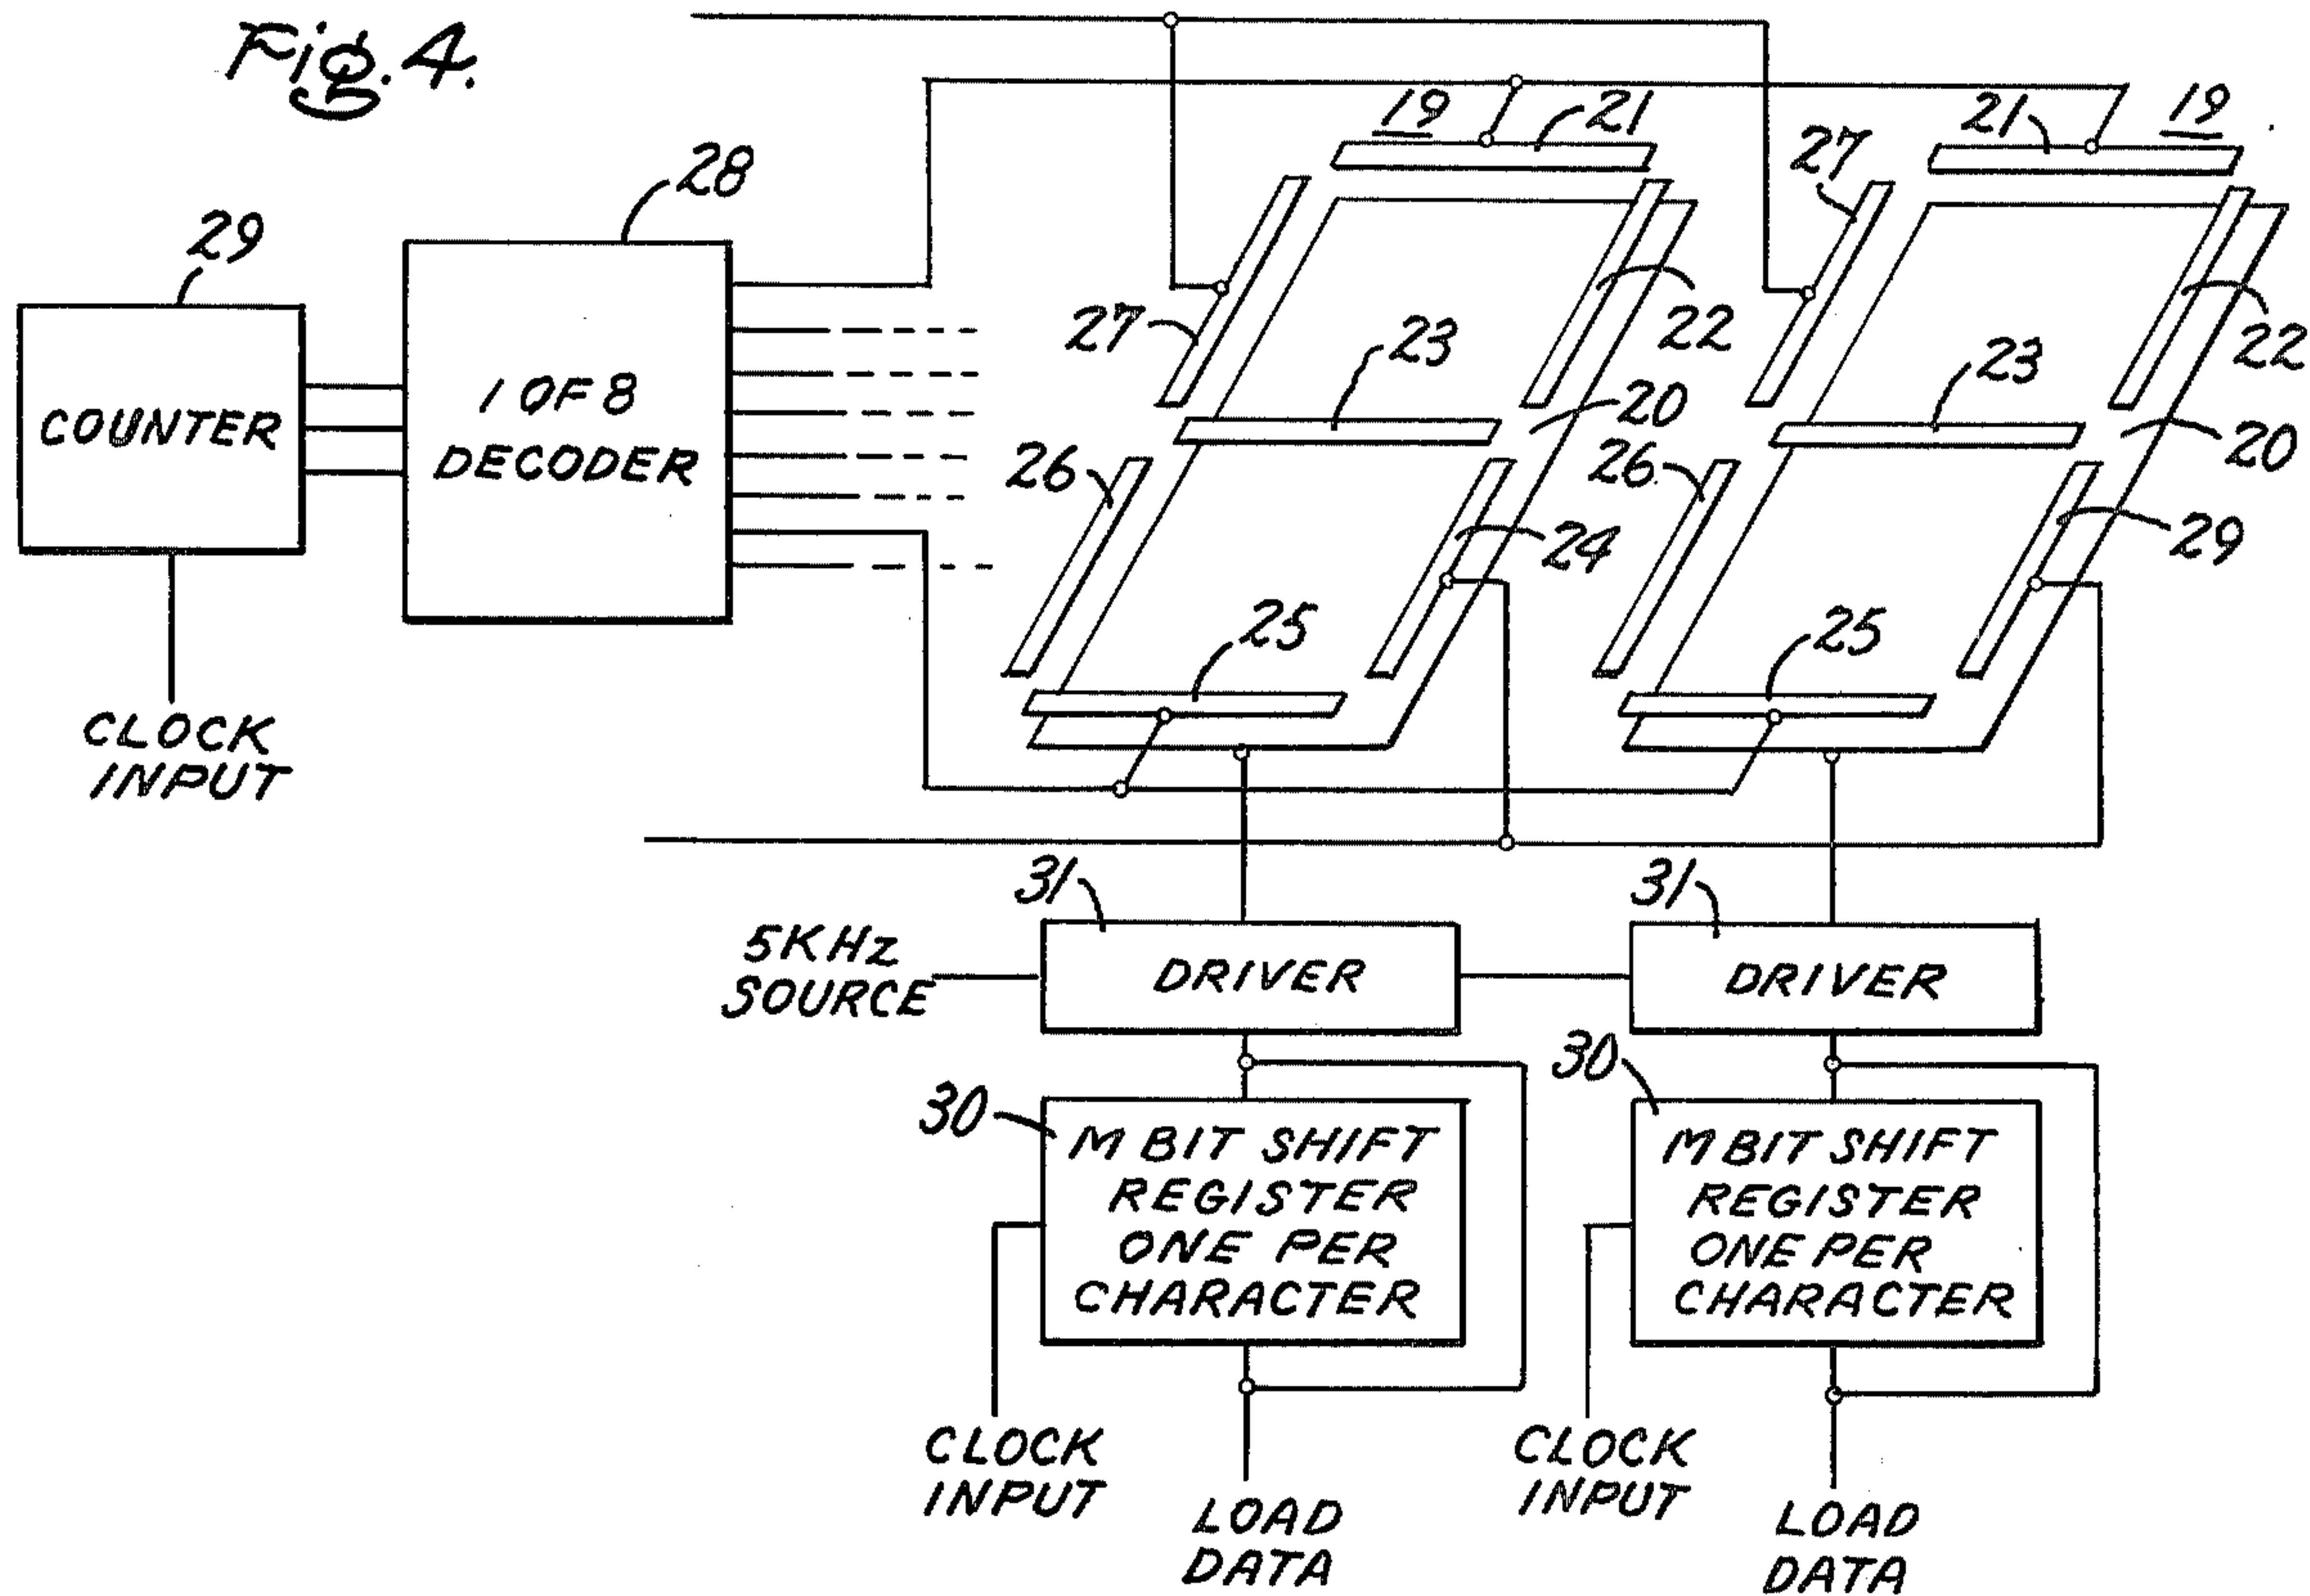 Fig. 4.
19
21
27
21
19
28
29
1 OF 8
DECODER
COUNTER
CLOCK
INPUT
27
23
22
20
26
24
25
23
22
20
26
29
25
31
5KHz
SOURCE
DRIVER
31
DRIVER
30
M BIT SHIFT
REGISTER
ONE PER
CHARACTER
30
M BIT SHIFT
REGISTER
ONE PER
CHARACTER
CLOCK
INPUT
LOAD
DATA
CLOCK
INPUT
LOAD
DATA